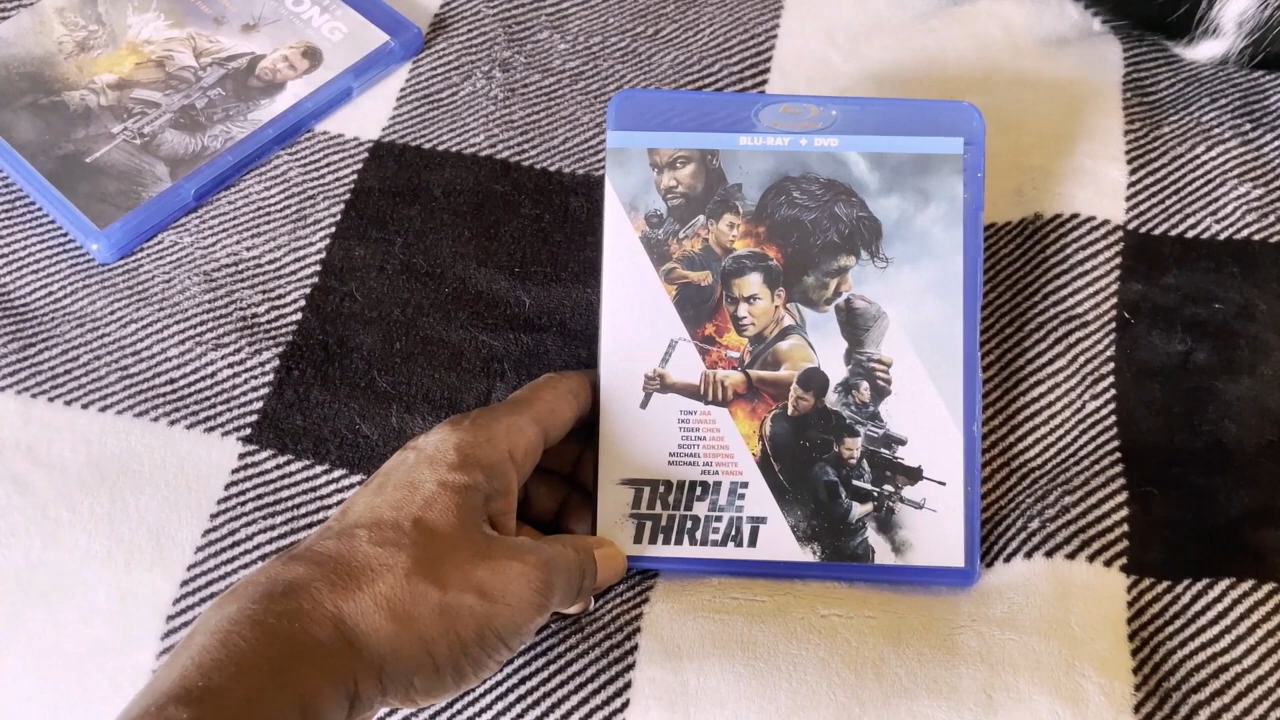 ONG
BLU-RAY + DVD
TONY JAA
IKO UWAIS
TIGER CHEN
CELINA JADE
SCOTT ADKINS
MICHAEL BISPING
MICHAEL JAI WHITE
JEEJA YANIN
TRIPLE
THREAT